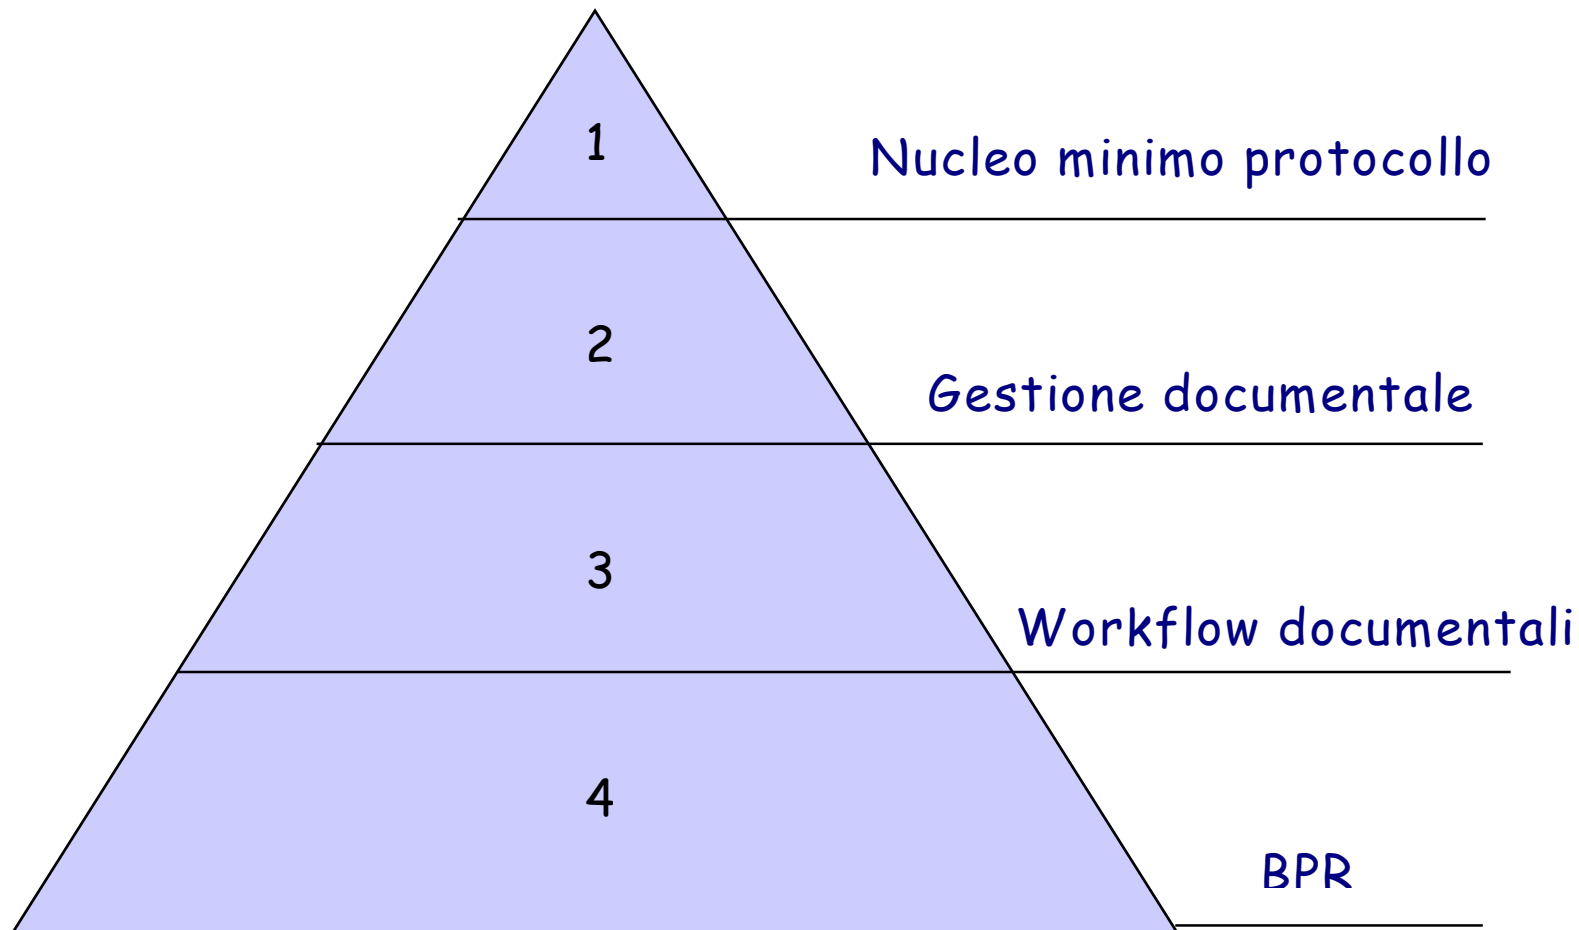 1
Nucleo minimo protocollo
2
Gestione documentale
3
Workflow documentali
4
BPR